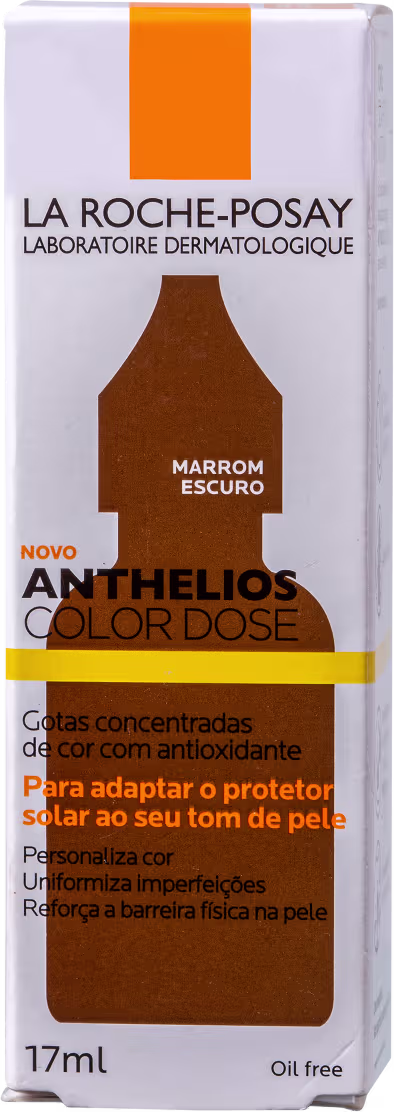 LA ROCHE-POSAY
LABORATOIRE DERMATOLOGIQUE
MARROM
ESCURO
NOVO
ANTHELIOS
COLOR DOSE
Gotas concentradas
de cor com antioxidante
Para adaptar o protetor
solar ao seu tom de pele
Personaliza cor
Uniformiza imperfeições
Reforça a barreira física na pele
17ml
Oil free